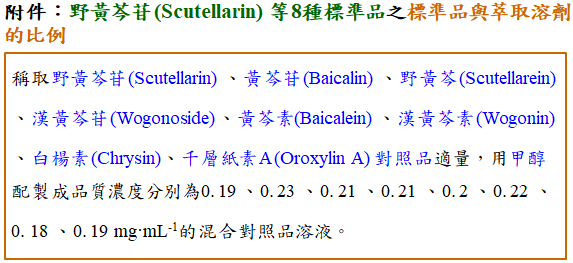 附件：野黃芩苷(Scutellarin) 等8種標準品之標準品與萃取溶劑
的比例
稱取野黃芩苷(Scutellarin) 、黃芩苷(Baicalin) 、野黃芩(Scutellarein)
、漢黃芩苷(Wogonoside) 、黃芩素(Baicalein) 、漢黃芩素(Wogonin)
、白楊素(Chrysin)、千層紙素A(Oroxylin A) 對照品適量，用甲醇
配製成品質濃度分別為0.19 、0.23 、0.21 、0.21 、0.2 、0.22 、
0.18 、0.19 mg·mL-1的混合對照品溶液。